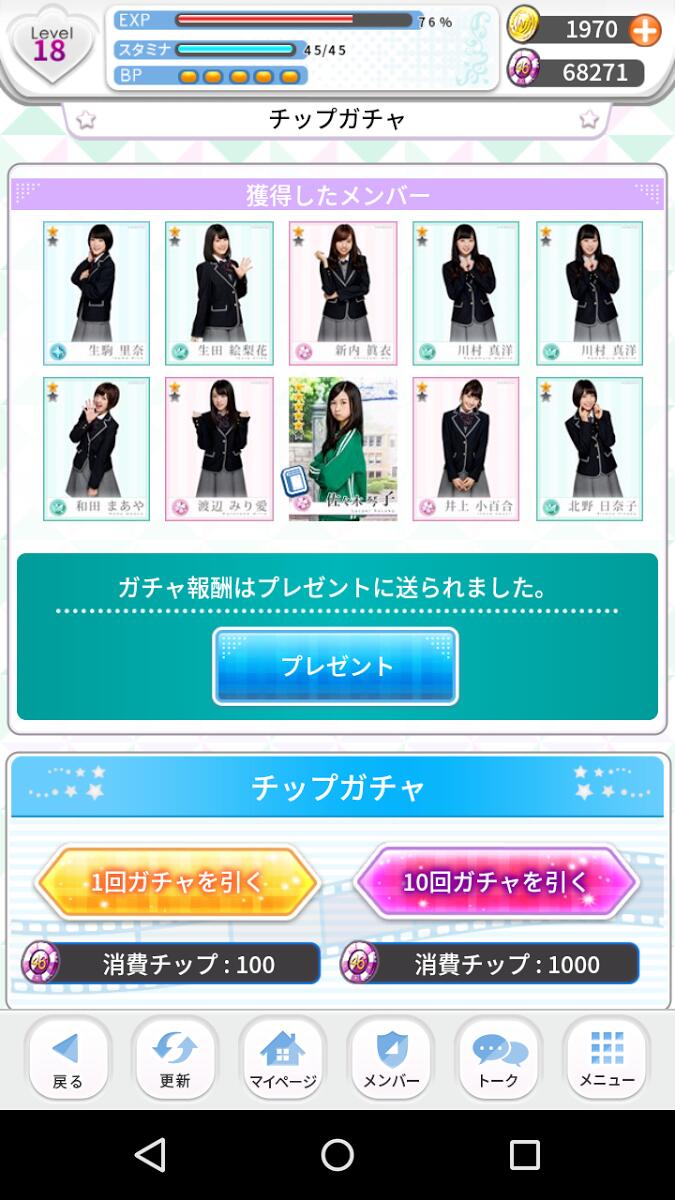 Level
18
EXP
76%
スタミナ
45/45
BP
1970
68271
チップガチャ
獲得したメンバー
生駒 里奈
生田 絵梨花
新内 眞衣
川村 真洋
川村 真洋
和田 まあや
渡辺 みり愛
佐々木 琴子
井上 小百合
北野 日奈子
ガチャ報酬はプレゼントに送られました。
プレゼント
チップガチャ
1回ガチャを引く
10回ガチャを引く
46
消費チップ : 100
46
消費チップ : 1000
戻る
更新
マイページ
メンバー
トーク
メニュー